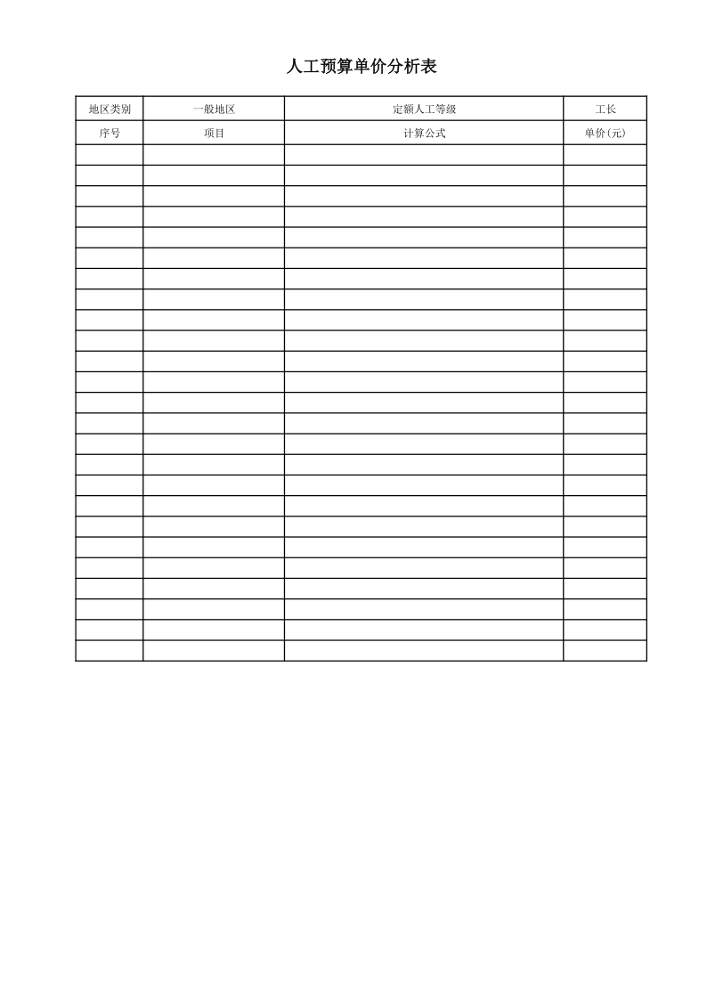 人工预算单价分析表
地区类别 一般地区 定额人工等级 工长
序号 项目 计算公式 单价(元)